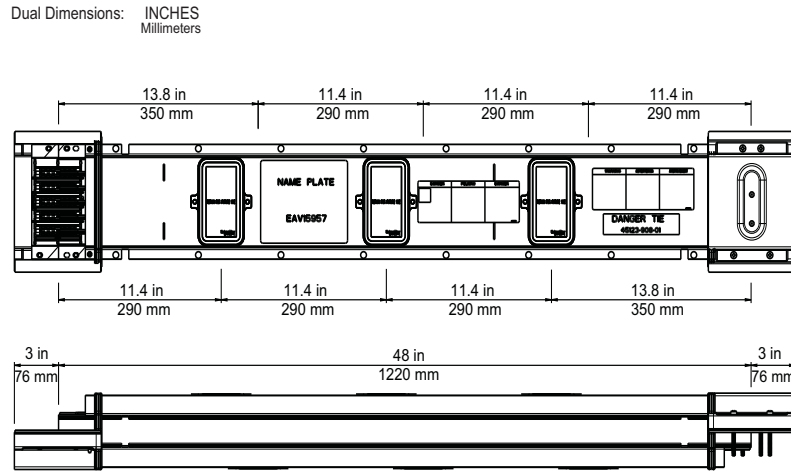 Dual Dimensions: INCHES
Millimeters
13.8 in
350 mm
11.4 in
290 mm
11.4 in
290 mm
11.4 in
290 mm
NAME PLATE
EAV15957
DANGER TIE
45123-908-01
11.4 in
290 mm
11.4 in
290 mm
11.4 in
290 mm
13.8 in
350 mm
3 in
76 mm
48 in
1220 mm
3 in
76 mm